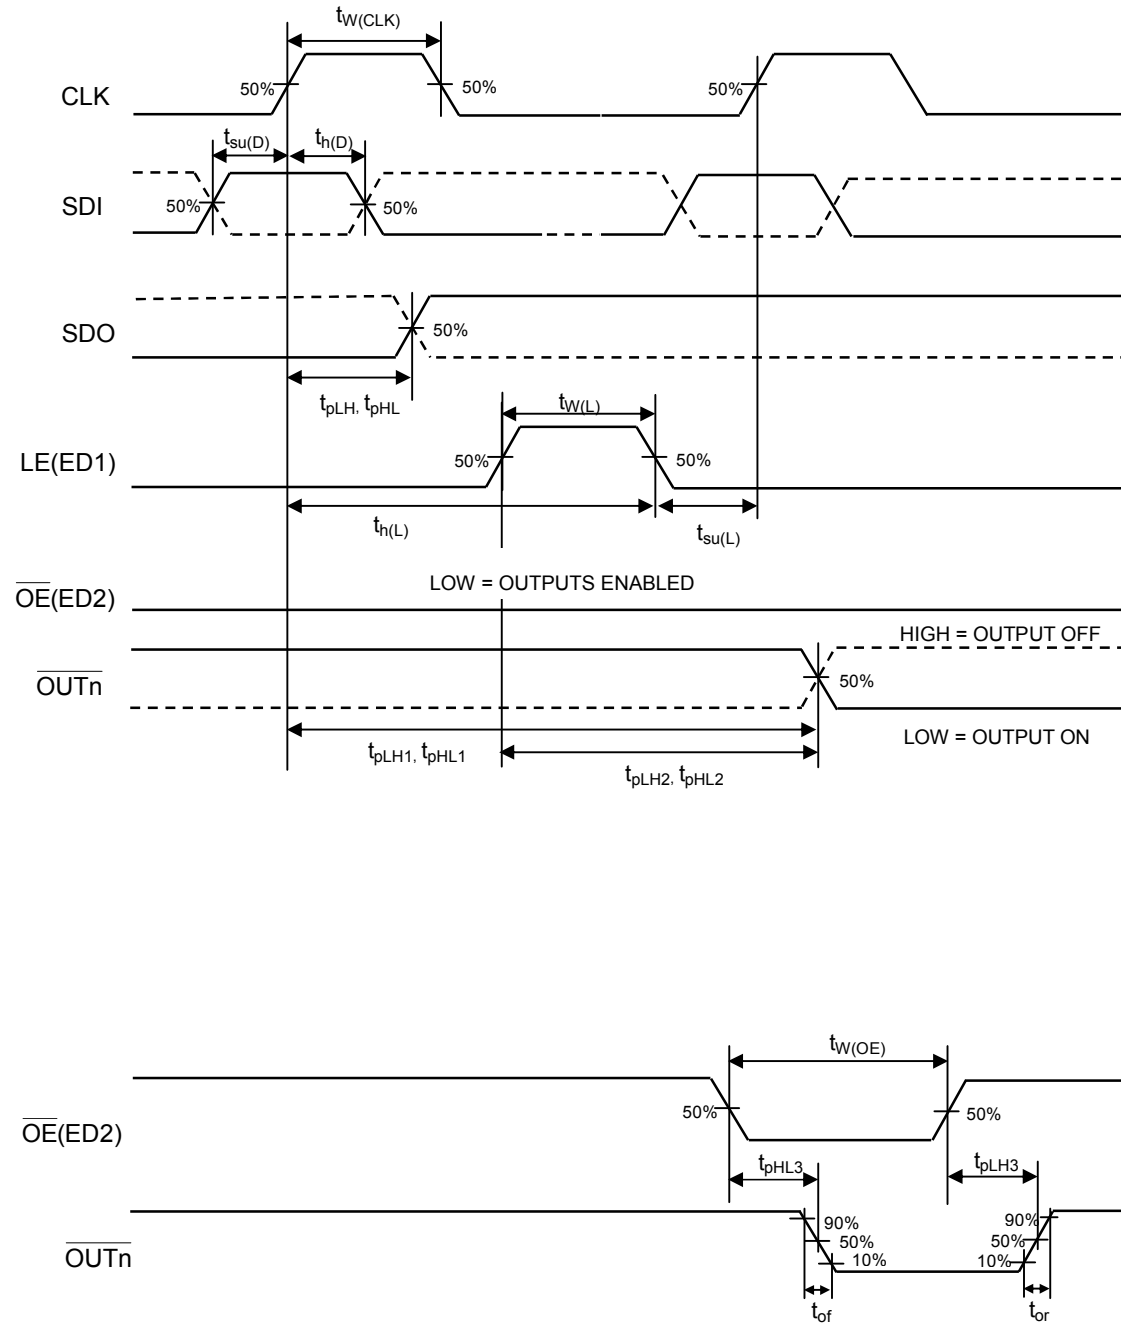 tW(CLK)
50%
50%
50%
CLK
tsu(D)
th(D)
50%
50%
SDI
50%
SDO
tpLH, tpHL
tW(L)
50%
50%
LE(ED1)
th(L)
tsu(L)
LOW = OUTPUTS ENABLED
OE(ED2)
HIGH = OUTPUT OFF
50%
OUTn
LOW = OUTPUT ON
tpLH1, tpHL1
tpLH2, tpHL2
tW(OE)
50%
50%
OE(ED2)
tpHL3
tpLH3
90%
90%
50%
50%
10%
10%
OUTn
tof
tor